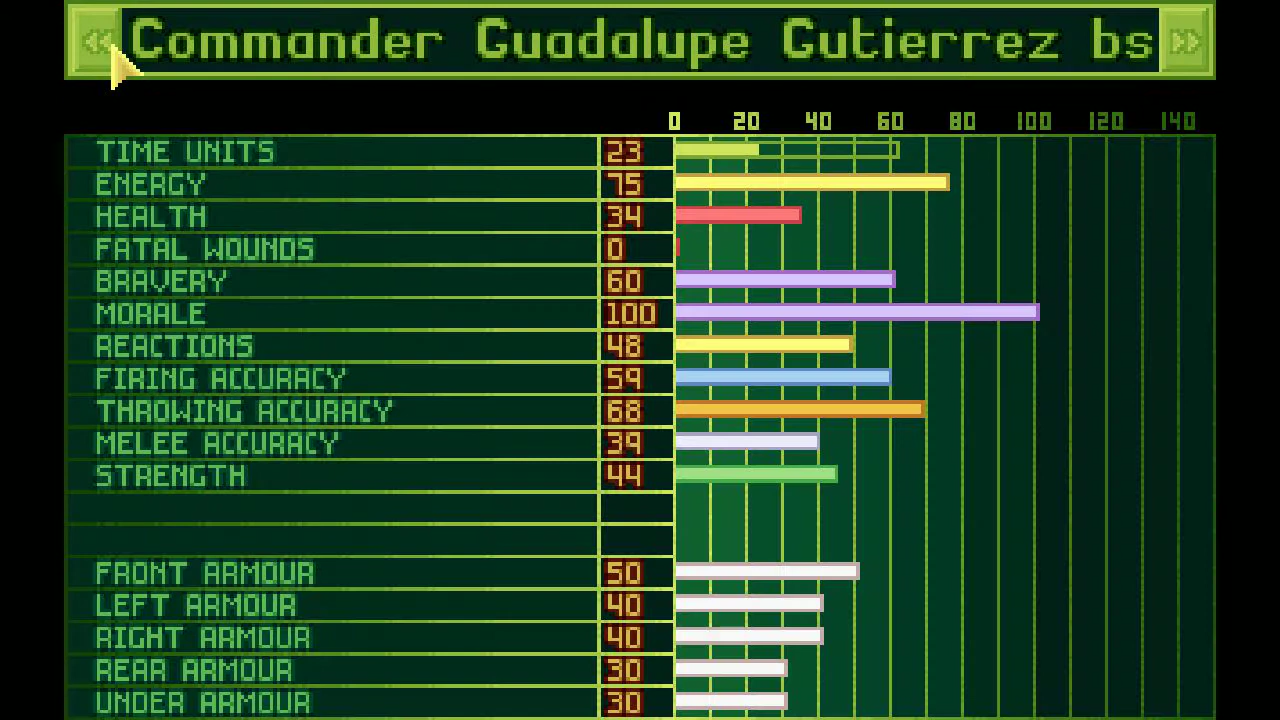 Commander Guadalupe Gutierrez bs
0 20 40 60 80 100 120 140
TIME UNITS 23
ENERGY 75
HEALTH 34
FATAL WOUNDS 0
BRAVERY 60
MORALE 100
REACTIONS 48
FIRING ACCURACY 59
THROWING ACCURACY 68
MELEE ACCURACY 39
STRENGTH 44
FRONT ARMOUR 50
LEFT ARMOUR 40
RIGHT ARMOUR 40
REAR ARMOUR 30
UNDER ARMOUR 30